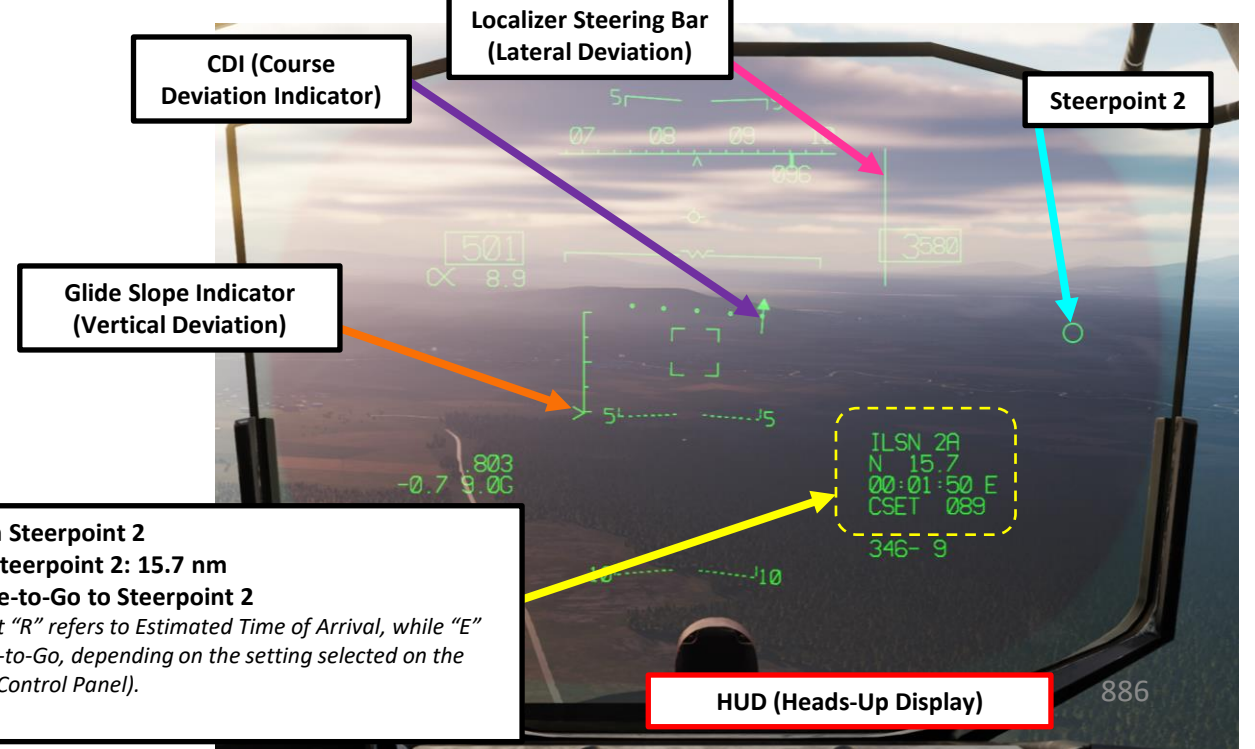 Localizer Steering Bar
(Lateral Deviation)
CDI (Course
Deviation Indicator)
Steerpoint 2
5 5
07 08 09 10
096
501
α 8.9
3580
Glide Slope Indicator
(Vertical Deviation)
5 5
.803
-0.7 9.0G
ILSN 2A
N 15.7
00:01:50 E
CSET 089
346- 9
10 10
Steerpoint 2
teerpoint 2: 15.7 nm
e-to-Go to Steerpoint 2
t “R” refers to Estimated Time of Arrival, while “E”
-to-Go, depending on the setting selected on the
Control Panel).
HUD (Heads-Up Display)
886